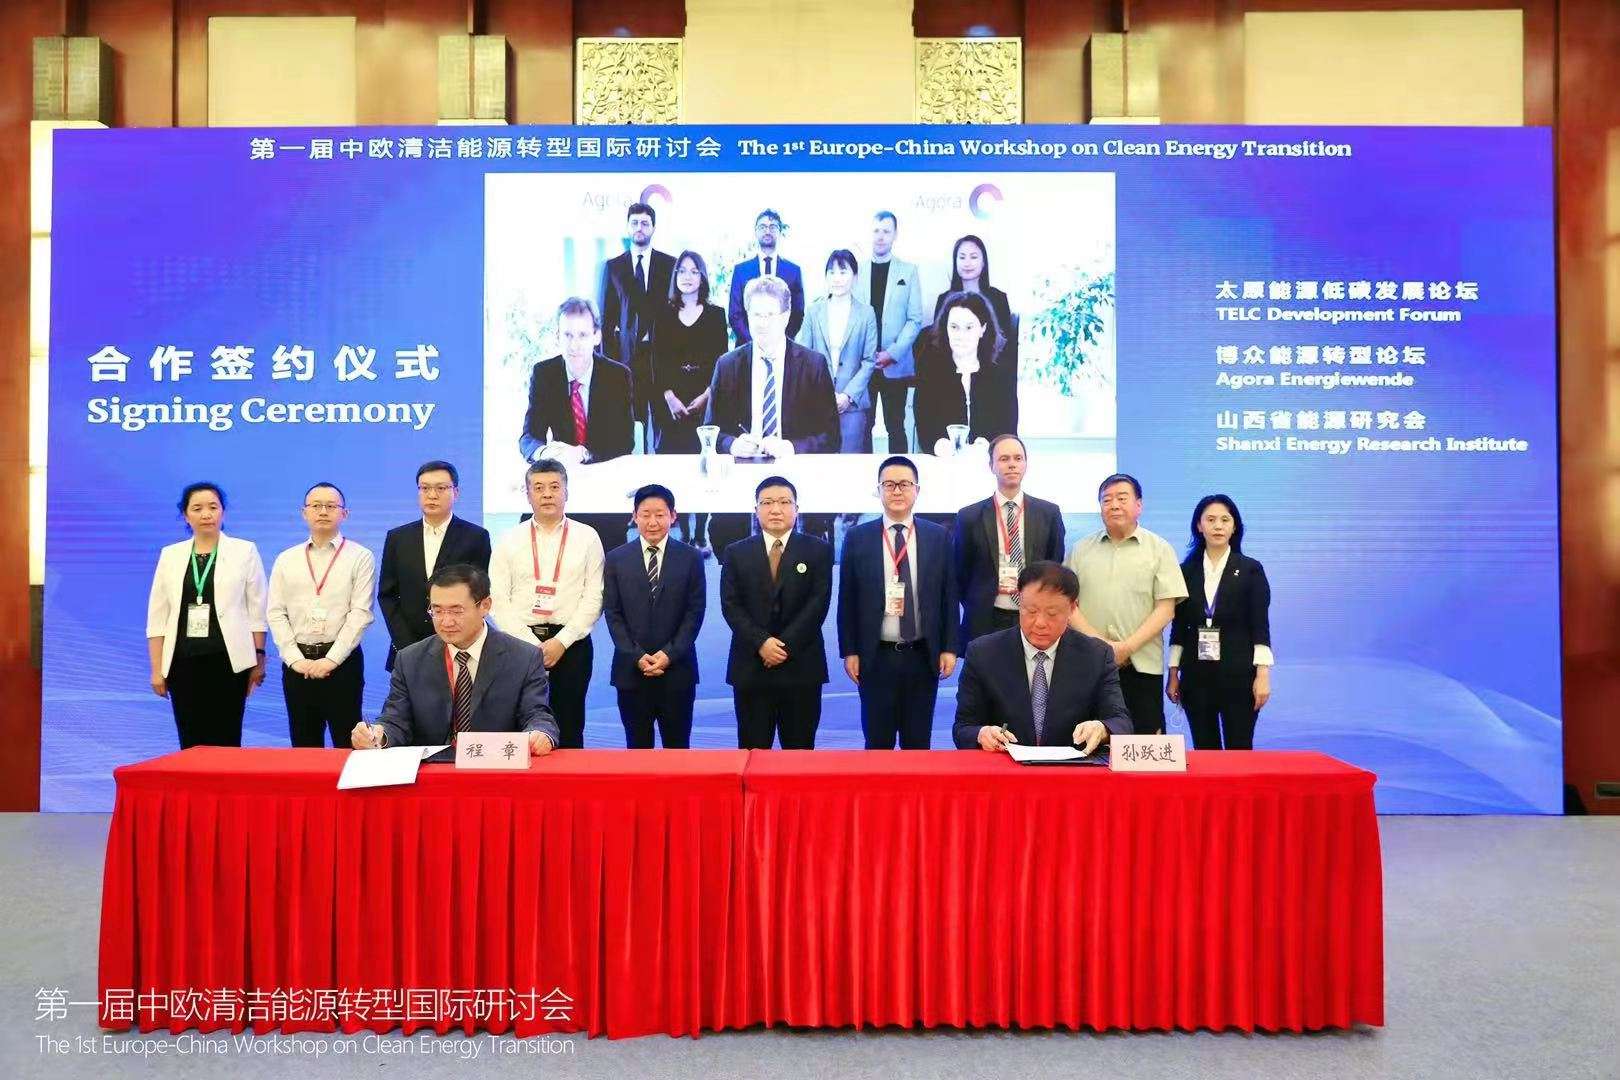 第一届中欧清洁能源转型国际研讨会 The 1st Europe-China Workshop on Clean Energy Transition
Agora
Agora
合作签约仪式
Signing Ceremony
太原能源低碳发展论坛
TELC Development Forum
博众能源转型论坛
Agora Energiewende
山西省能源研究会
Shanxi Energy Research Institute
程 章
孙跃进
第一届中欧清洁能源转型国际研讨会
The 1st Europe-China Workshop on Clean Energy Transition